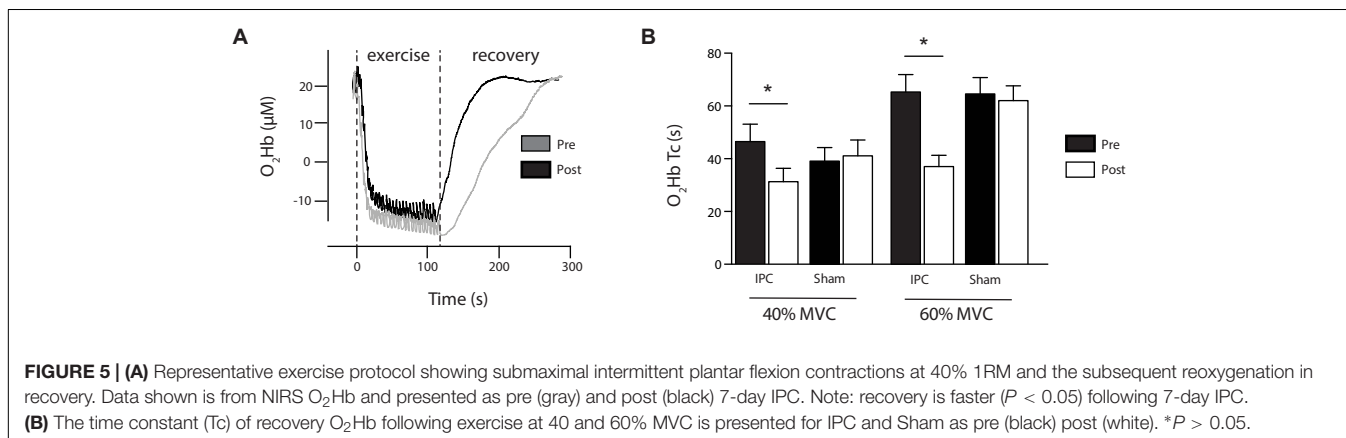 A
exercise
recovery
20
0
-10
O₂Hb (µM)
Pre
Post
0
100
200
300
Time (s)
B
80
60
40
20
0
O₂Hb Tc (s)
*
*
Pre
Post
IPC
Sham
IPC
Sham
40% MVC
60% MVC
FIGURE 5 | (A) Representative exercise protocol showing submaximal intermittent plantar flexion contractions at 40% 1RM and the subsequent reoxygenation in
recovery. Data shown is from NIRS O₂Hb and presented as pre (gray) and post (black) 7-day IPC. Note: recovery is faster (P < 0.05) following 7-day IPC.
(B) The time constant (Tc) of recovery O₂Hb following exercise at 40 and 60% MVC is presented for IPC and Sham as pre (black) post (white). *P > 0.05.